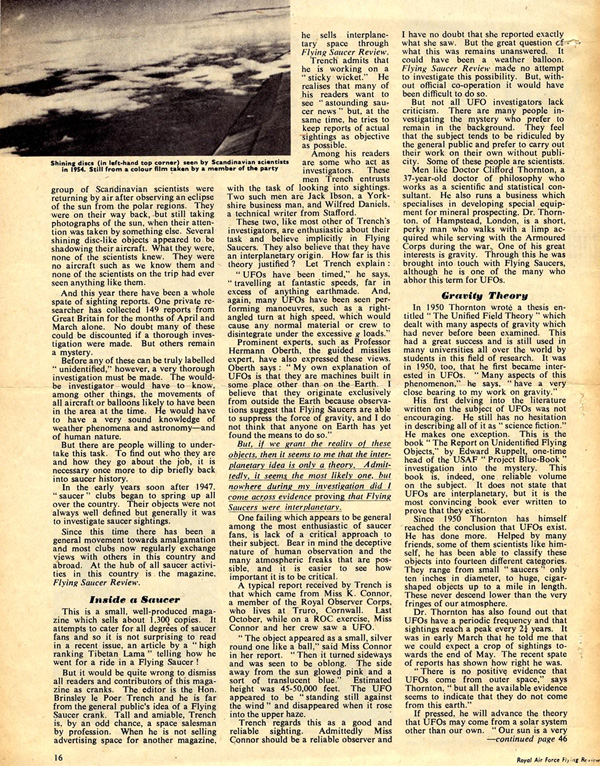 Shining discs (in left-hand top corner) seen by Scandinavian scientists
in 1954. Still from a colour film taken by a member of the party
group of Scandinavian scientists were
returning by air after observing an eclipse
of the sun from the polar regions. They
were on their way back, but still taking
photographs of the sun, when their atten-
tion was taken by something else. Several
shining disc-like objects appeared to be
shadowing their aircraft. What they were,
none of the scientists knew. They were
no aircraft such as we know them and
none of the scientists on the trip had ever
seen anything like them.
And this year there have been a whole
spate of sighting reports. One private re-
searcher has collected 149 reports from
Great Britain for the months of April and
March alone. No doubt many of these
could be discounted if a thorough inves-
tigation were made. But others remain
a mystery.
Before any of these can be truly labelled
“ unidentified,” however, a very thorough
investigation must be made. The would-
be investigator would have to know,
among other things, the movements of
all aircraft or balloons likely to have been
in the area at the time. He would have
to have a very sound knowledge of
weather phenomena and astronomy—and
of human nature.
But there are people willing to under-
take this task. To find out who they are
and how they go about the job, it is
necessary once more to dip briefly back
into saucer history.
In the early years soon after 1947,
“ saucer ” clubs began to spring up all
over the country. Their objects were not
always well defined but generally it was
to investigate saucer sightings.
Since this time there has been a
general movement towards amalgamation
and most clubs now regularly exchange
views with others in this country and
abroad. At the hub of all saucer activi-
ties in this country is the magazine,
Flying Saucer Review.
Inside a Saucer
This is a small, well-produced maga-
zine which sells about 1,300 copies. It
attempts to cater for all degrees of saucer
fans and so it is not surprising to read
in a recent issue, an article by a “ high
ranking Tibetan Lama ” telling how he
went for a ride in a Flying Saucer !
But it would be quite wrong to dismiss
all readers and contributors of this maga-
zine as cranks. The editor is the Hon.
Brinsley le Poer Trench and he is far
from the general public's idea of a Flying
Saucer crank. Tall and amiable, Trench
is, by an odd chance, a space salesman
by profession. When he is not selling
advertising space for another magazine,
he sells interplane-
tary space through
Flying Saucer Review.
Trench admits that
he is working on a
“ sticky wicket.” He
realises that many of
his readers want to
see “ astounding sau-
cer news ” but, at the
same time, he tries to
keep reports of actual
sightings as objective
as possible.
Among his readers
are some who act as
investigators. These
men Trench entrusts
with the task of looking into sightings.
Two such men are Jack Ibson, a York-
shire business man, and Wilfred Daniels,
a technical writer from Stafford.
These two, like most other of Trench's
investigators, are enthusiastic about their
task and believe implicitly in Flying
Saucers. They also believe that they have
an interplanetary origin. How far is this
theory justified ? Let Trench explain :
“ UFOs have been timed,” he says,
“ travelling at fantastic speeds, far in
excess of anything earthmade. And,
again, many UFOs have been seen per-
forming manoeuvres, such as a right-
angled turn at high speed, which would
cause any normal material or crew to
disintegrate under the excessive g loads.”
Prominent experts, such as Professor
Hermann Oberth, the guided missiles
expert, have also expressed these views.
Oberth says : “ My own explanation of
UFOs is that they are machines built in
some place other than on the Earth. I
believe that they originate exclusively
from outside the Earth because observa-
tions suggest that Flying Saucers are able
to suppress the force of gravity, and I do
not think that anyone on Earth has yet
found the means to do so.”
But, if we grant the reality of these
objects, then it seems to me that the inter-
planetary idea is only a theory. Admit-
tedly, it seems the most likely one, but
nowhere during my investigation did I
come across evidence proving that Flying
Saucers were interplanetary.
One failing which appears to be general
among the most enthusiastic of saucer
fans, is lack of a critical approach to
their subject. Bear in mind the deceptive
nature of human observation and the
many atmospheric freaks that are pos-
sible, and it is easier to see how
important it is to be critical.
A typical report received by Trench is
that which came from Miss K. Connor,
a member of the Royal Observer Corps,
who lives at Truro, Cornwall. Last
October, while on a ROC exercise, Miss
Connor and her crew saw a UFO.
“ The object appeared as a small, silver
round one like a ball,” said Miss Connor
in her report. “ Then it turned sideways
and was seen to be oblong. The side
away from the sun glowed pink and a
sort of translucent blue.” Estimated
height was 45-50,000 feet. The UFO
appeared to be “ standing still against
the wind ” and disappeared when it rose
into the upper haze.
Trench regards this as a good and
reliable sighting. Admittedly Miss
Connor should be a reliable observer and
I have no doubt that she reported exactly
what she saw. But the great question of
what this was remains unanswered. It
could have been a weather balloon.
Flying Saucer Review made no attempt
to investigate this possibility. But, with-
out official co-operation it would have
been difficult to do so.
But not all UFO investigators lack
criticism. There are many people in-
vestigating the mystery who prefer to
remain in the background. They feel
that the subject tends to be ridiculed by
the general public and prefer to carry out
their work on their own without publi-
city. Some of these people are scientists.
Men like Doctor Clifford Thornton, a
37-year-old doctor of philosophy who
works as a scientific and statistical con-
sultant. He also runs a business which
specialises in developing special equip-
ment for mineral prospecting. Dr. Thorn-
ton, of Hampstead, London, is a short,
perky man who walks with a limp ac-
quired while serving with the Armoured
Corps during the war. One of his great
interests is gravity. Through this he was
brought into touch with Flying Saucers,
although he is one of the many who
abhor this term for UFOs.
Gravity Theory
In 1950 Thornton wrote a thesis en-
titled “ The Unified Field Theory ” which
dealt with many aspects of gravity which
had never before been examined. This
had a great success and is still used in
many universities all over the world by
students in this field of research. It was
in 1950, too, that he first became inter-
ested in UFOs. “ Many aspects of this
phenomenon,” he says, “ have a very
close bearing to my work on gravity.”
His first delving into the literature
written on the subject of UFOs was not
encouraging. He still has no hesitation
in describing all of it as “ science fiction.”
He makes one exception. This is the
book “ The Report on Unidentified Flying
Objects,” by Edward Ruppelt, one-time
head of the USAF “ Project Blue-Book ”
investigation into the mystery. This
book is, indeed, one reliable volume
on the subject. It does not state that
UFOs are interplanetary, but it is the
most convincing book ever written to
prove that they exist.
Since 1950 Thornton has himself
reached the conclusion that UFOs exist.
He has done more. Helped by many
friends, some of them scientists like him-
self, he has been able to classify these
objects into fourteen different categories.
They range from small “ saucers ” only
ten inches in diameter, to huge, cigar-
shaped objects up to a mile in length.
These never descend lower than the very
fringes of our atmosphere.
Dr. Thornton has also found out that
UFOs have a periodic frequency and that
sightings reach a peak every 2½ years. It
was in early March that he told me that
we could expect a crop of sightings to-
wards the end of May. The recent spate
of reports has shown how right he was.
“There is no positive evidence that
UFOs come from outer space,” says
Thornton, “ but all the available evidence
seems to indicate that they do not come
from this earth.”
If pressed, he will advance the theory
that UFOs may come from a solar system
other than our own. “ Our sun is a very
—continued page 46
16
Royal Air Force Flying Review